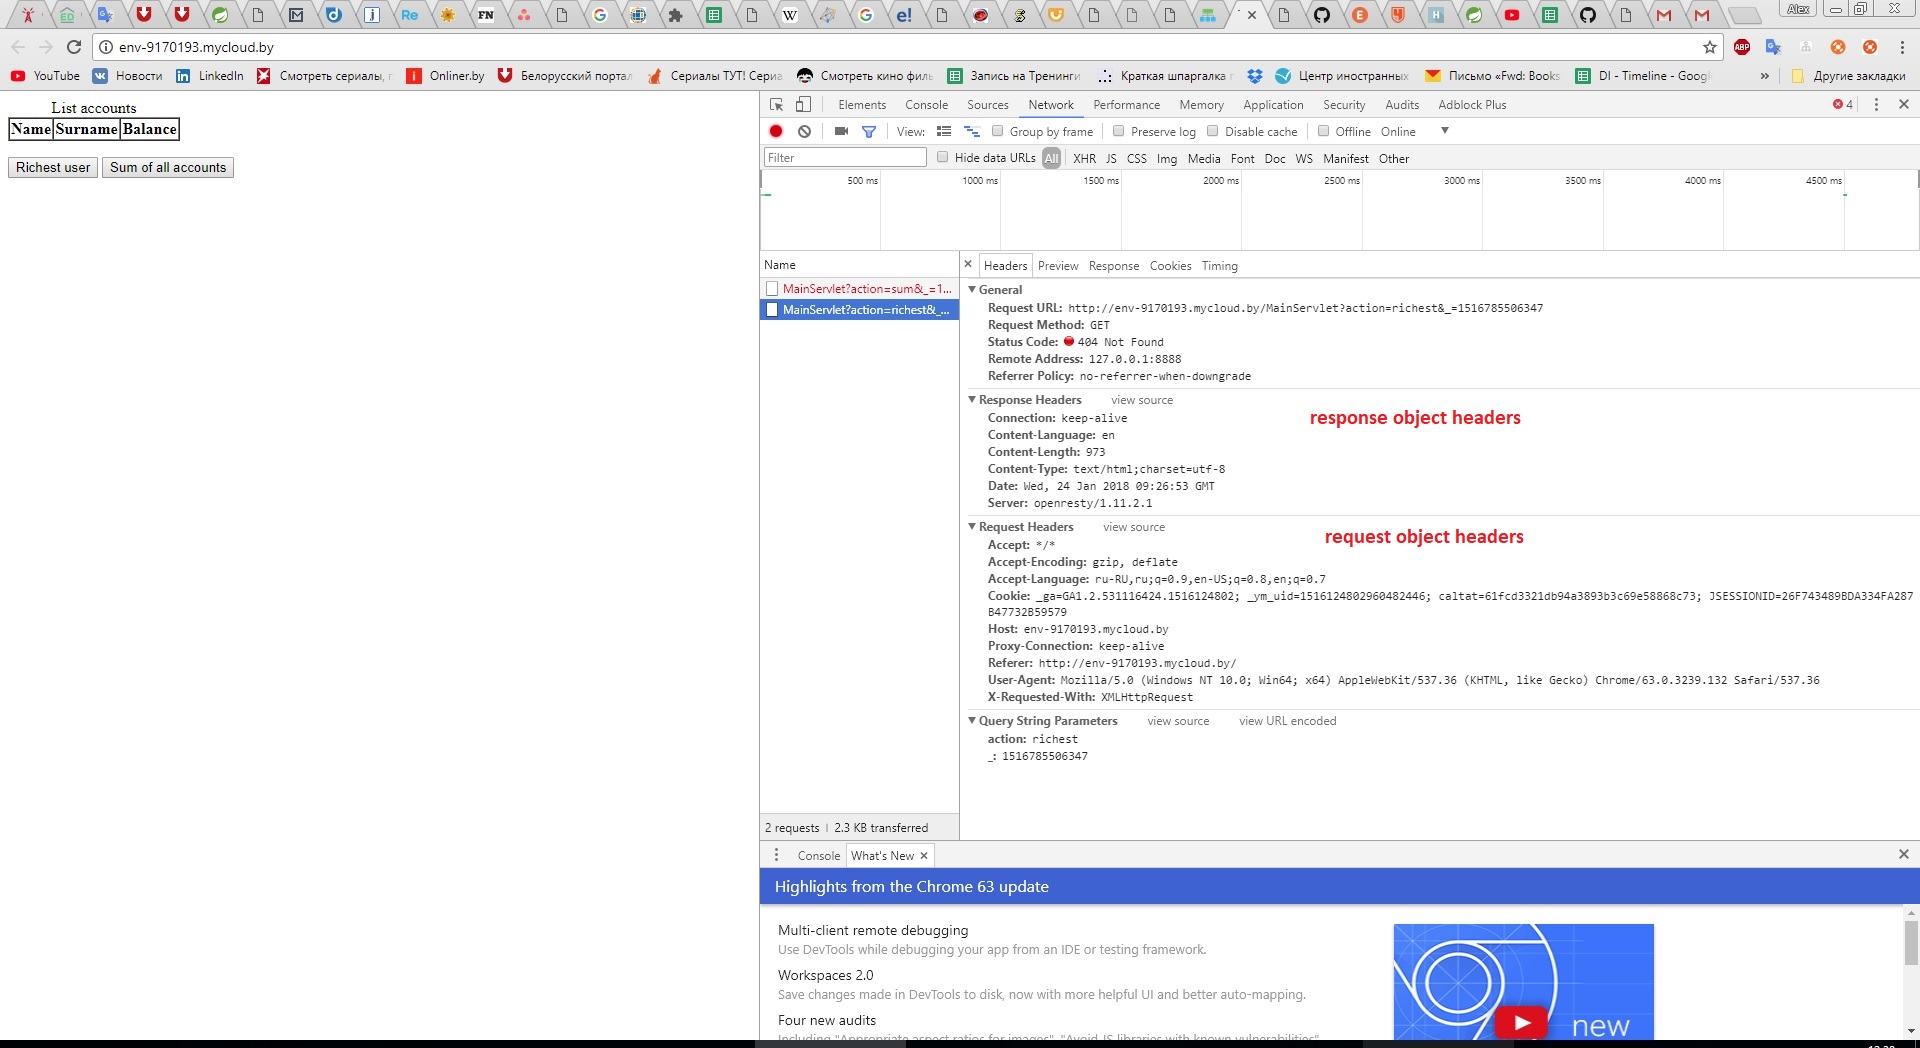 Alex
env-9170193.mycloud.by
YouTube Новости LinkedIn Смотреть сериалы, Onliner.by Белорусский портал Сериалы ТУТ! Сериа Смотреть кино филь Запись на Тренинги Краткая шпаргалка Центр иностранных Письмо «Fwd: Books DI - Timeline - Googl » Другие закладки
List accounts
Name Surname Balance
Richest user Sum of all accounts
Elements Console Sources Network Performance Memory Application Security Audits Adblock Plus 4
View: Group by frame Preserve log Disable cache Offline Online
Filter Hide data URLs All XHR JS CSS Img Media Font Doc WS Manifest Other
500 ms 1000 ms 1500 ms 2000 ms 2500 ms 3000 ms 3500 ms 4000 ms 4500 ms
Name
MainServlet?action=sum&_=1...
MainServlet?action=richest&_...
2 requests | 2.3 KB transferred
Headers Preview Response Cookies Timing
General
Request URL: http://env-9170193.mycloud.by/MainServlet?action=richest&_=1516785506347
Request Method: GET
Status Code: 404 Not Found
Remote Address: 127.0.0.1:8888
Referrer Policy: no-referrer-when-downgrade
Response Headers view source
response object headers
Connection: keep-alive
Content-Language: en
Content-Length: 973
Content-Type: text/html;charset=utf-8
Date: Wed, 24 Jan 2018 09:26:53 GMT
Server: openresty/1.11.2.1
Request Headers view source
request object headers
Accept: */*
Accept-Encoding: gzip, deflate
Accept-Language: ru-RU,ru;q=0.9,en-US;q=0.8,en;q=0.7
Cookie: _ga=GA1.2.531116424.1516124802; _ym_uid=1516124802960482446; caltat=61fcd3321db94a3893b3c69e58868c73; JSESSIONID=26F743489BDA334FA287
B47732B59579
Host: env-9170193.mycloud.by
Proxy-Connection: keep-alive
Referer: http://env-9170193.mycloud.by/
User-Agent: Mozilla/5.0 (Windows NT 10.0; Win64; x64) AppleWebKit/537.36 (KHTML, like Gecko) Chrome/63.0.3239.132 Safari/537.36
X-Requested-With: XMLHttpRequest
Query String Parameters view source view URL encoded
action: richest
_: 1516785506347
Console What's New
Highlights from the Chrome 63 update
Multi-client remote debugging
Use DevTools while debugging your app from an IDE or testing framework.
Workspaces 2.0
Save changes made in DevTools to disk, now with more helpful UI and better auto-mapping.
Four new audits
Including "Appropriate aspect ratios for images", "Avoid JS libraries with known vulnerabilities",
new